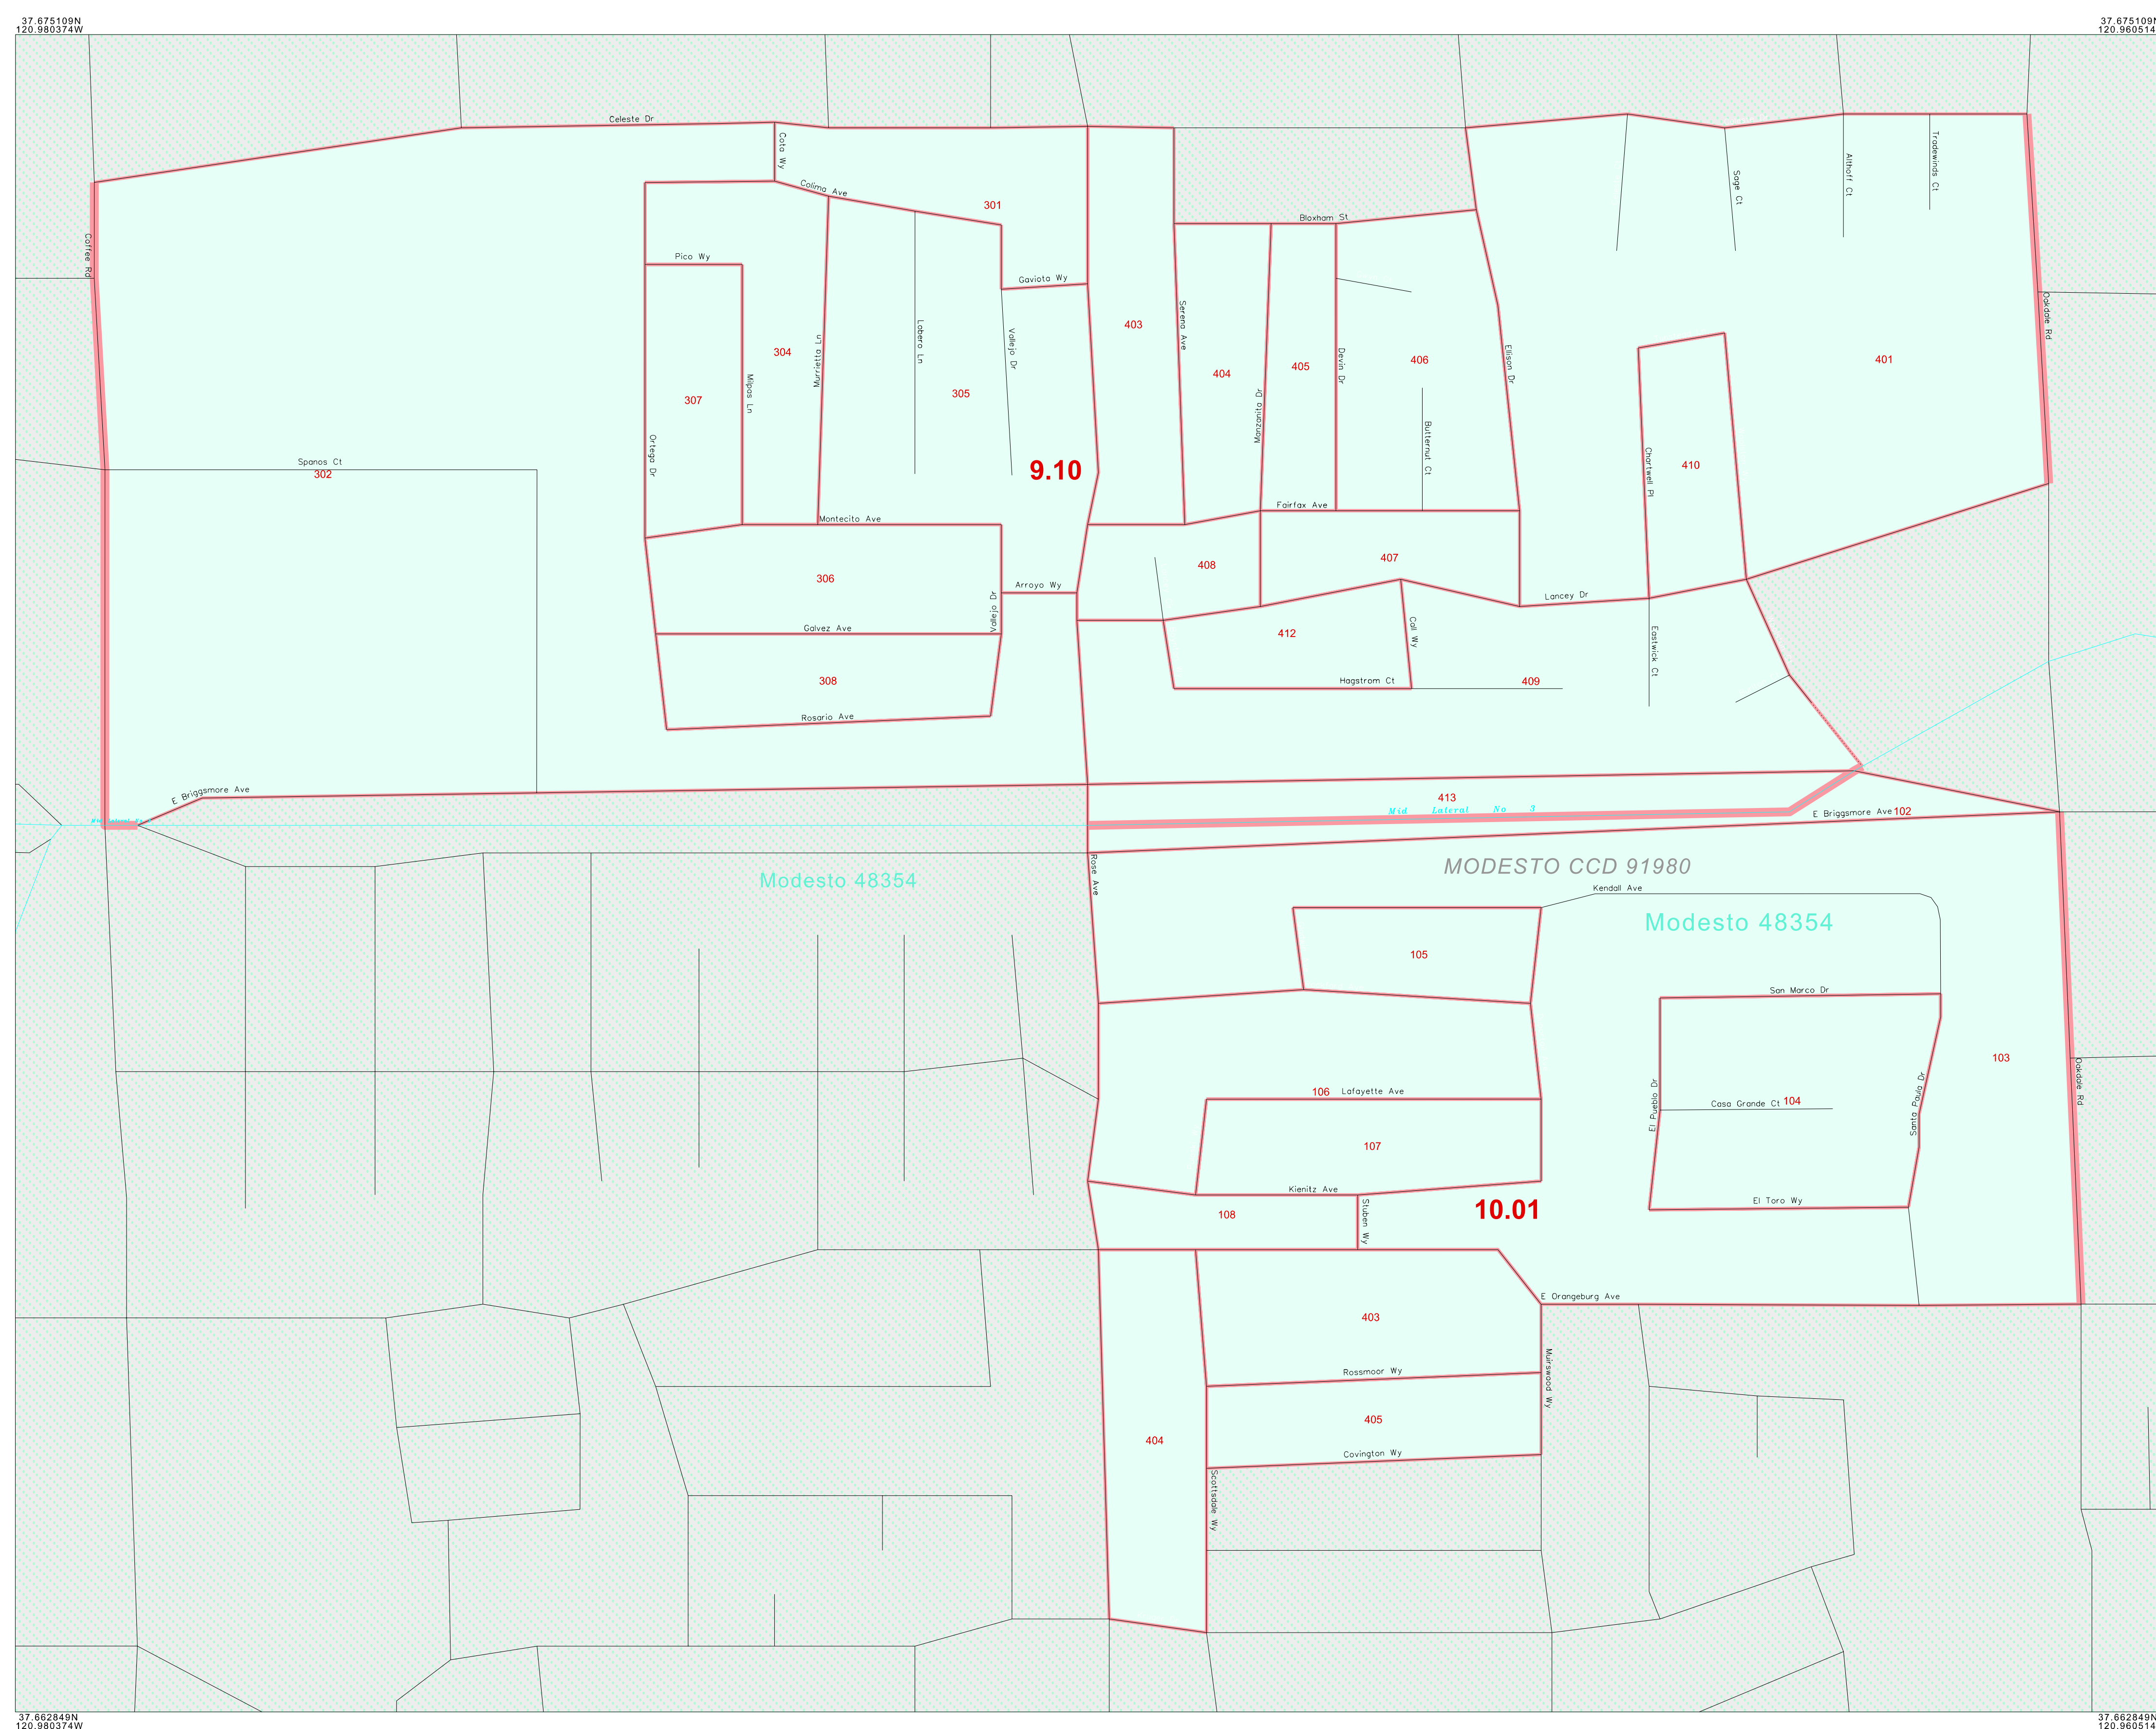 37.675109N
120.980374W
37.675109N
120.960514
Celeste Dr
Cota Wy
Colima Ave
301
Tradewinds Ct
Althoff Ct
Sage Ct
Bloxham St
Coffee Rd
Pico Wy
Gaviota Wy
Oakdale Rd
403
Serena Ave
Labero Ln
Vallejo Dr
304
Murrietta Ln
Milpas Ln
307
305
404
405
Devin Dr
406
Ellison Dr
401
Manzanita Dr
Butternut Ct
Ortega Dr
Spanos Ct
302
9.10
Chartwell Pl
410
Fairfax Ave
Montecito Ave
408
407
306
Arroyo Wy
Vallejo Dr
Lancey Dr
Galvez Ave
412
Call Wy
Eastwick Ct
308
Hagstrom Ct
409
Rosario Ave
E Briggsmore Ave
413
Mid Lateral No 3
E Briggsmore Ave
102
Rose Ave
MODESTO CCD 91980
Modesto 48354
Kendall Ave
Modesto 48354
105
San Marco Dr
103
Oakdale Rd
106
Lafayette Ave
El Pueblo Dr
Casa Grande Ct
104
Santa Paula Dr
107
Kienitz Ave
El Toro Wy
108
Stuben Wy
10.01
E Orangeburg Ave
403
Muirswood Wy
Rossmoor Wy
405
404
Covington Wy
Scottsdale Wy
37.662849N
120.980374W
37.662849N
120.960514